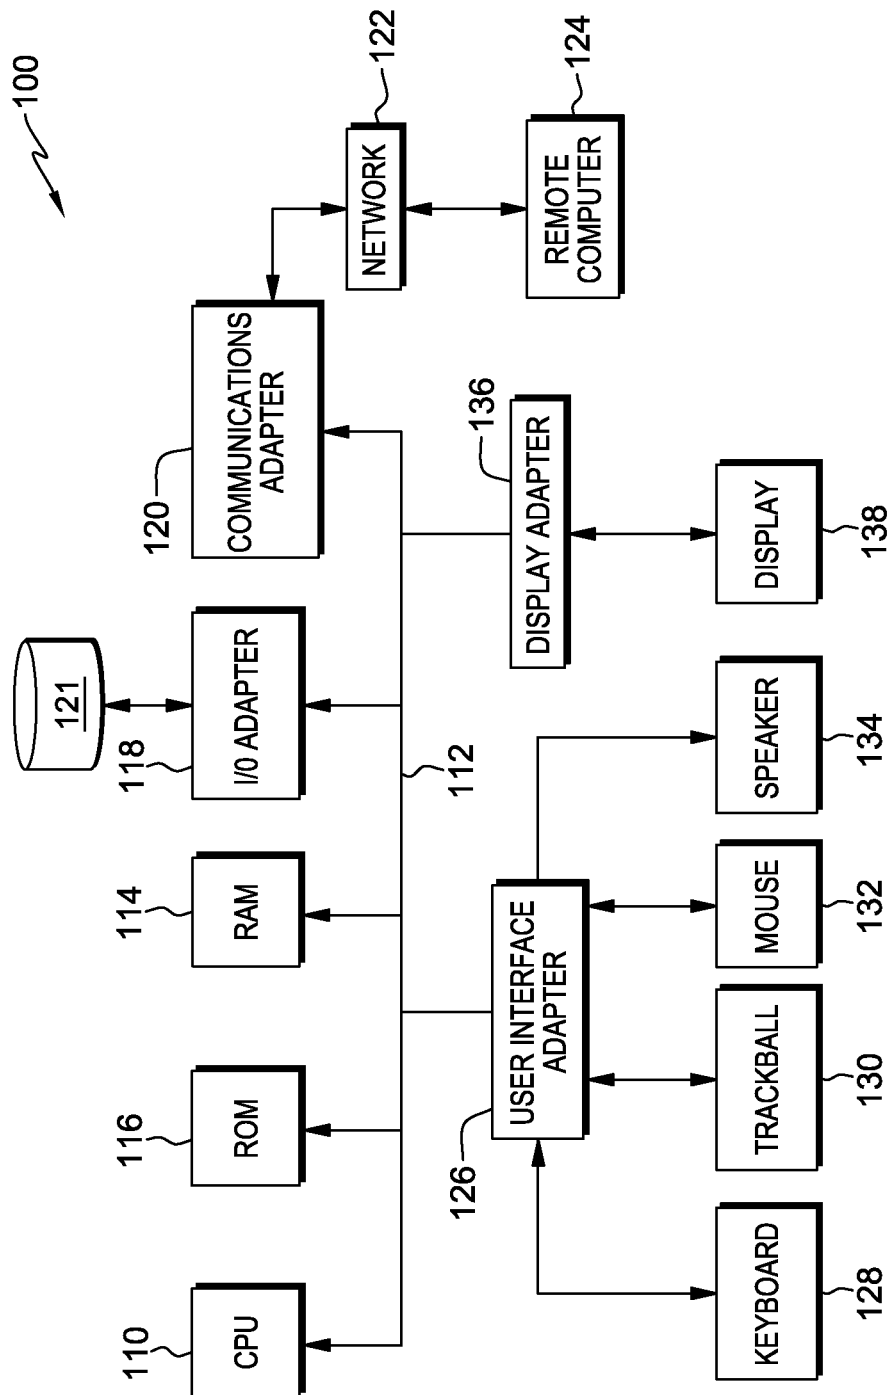 100
121
110
CPU
116
ROM
114
RAM
118
I/0 ADAPTER
120
COMMUNICATIONS
ADAPTER
NETWORK
122
REMOTE
COMPUTER
124
112
126
USER INTERFACE
ADAPTER
DISPLAY ADAPTER
136
KEYBOARD
128
TRACKBALL
130
MOUSE
132
SPEAKER
134
DISPLAY
138